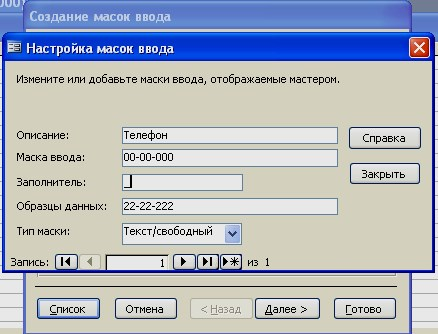 Создание масок ввода
Настройка масок ввода
Измените или добавьте маски ввода, отображаемые мастером.
Описание: Телефон
Справка
Маска ввода: 00-00-000
Заполнитель: _
Закрыть
Образцы данных: 22-22-222
Тип маски: Текст/свободный
Запись: 1 из 1
Список Отмена < Назад Далее > Готово